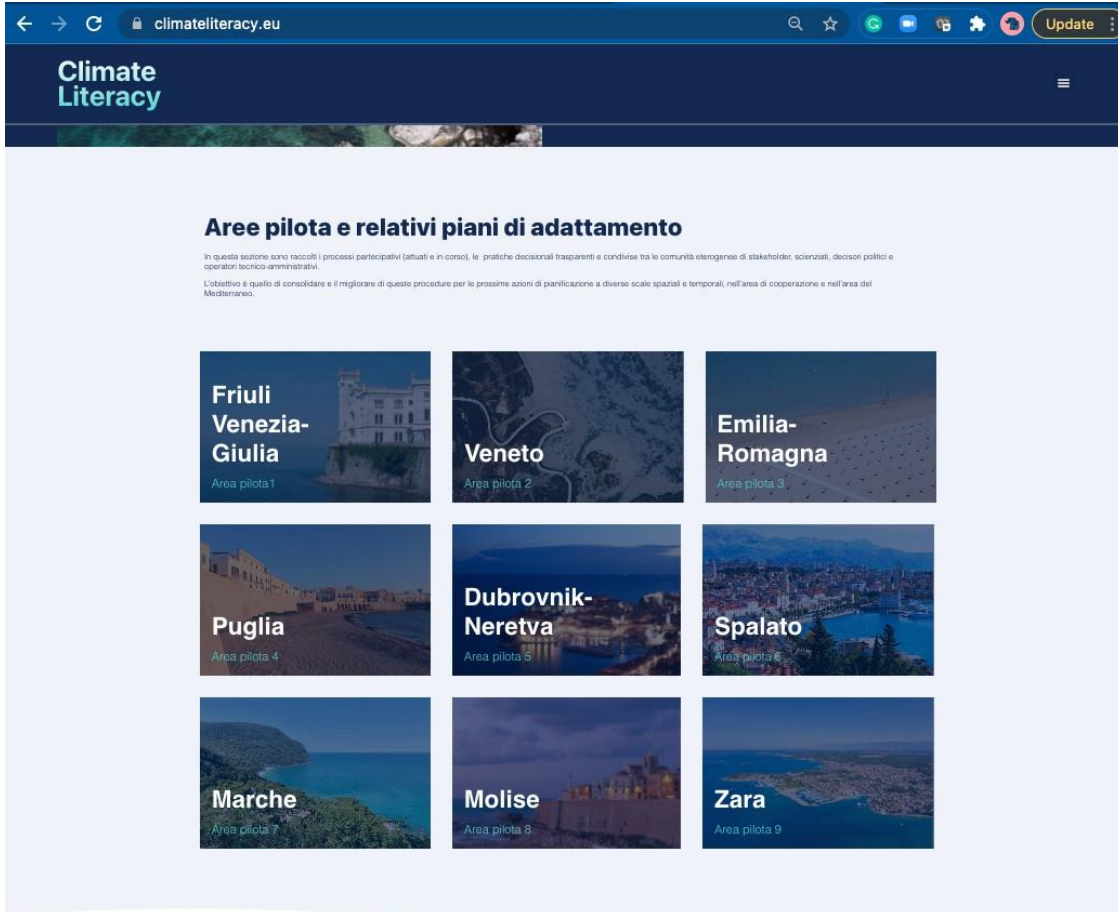 climateliteracy.eu
Update
Climate
Literacy
Aree pilota e relativi piani di adattamento
In questa sezione sono raccolti i processi partecipativi (attuati e in corso), le pratiche decisionali trasparenti e condivise tra le comunità eterogenee di stakeholder, scienziati, decisori politici e
operatori tecnico-amministrativi.
L'obiettivo è quello di consolidare e il migliorare di queste procedure per le prossime azioni di pianificazione a diverse scale spaziali e temporali, nell'area di cooperazione e nell'area del
Mediterraneo.
Friuli
Venezia-
Giulia
Area pilota1
Veneto
Area pilota 2
Emilia-
Romagna
Area pilota 3
Puglia
Area pilota 4
Dubrovnik-
Neretva
Area pilota 5
Spalato
Area pilota 6
Marche
Area pilota 7
Molise
Area pilota 8
Zara
Area pilota 9